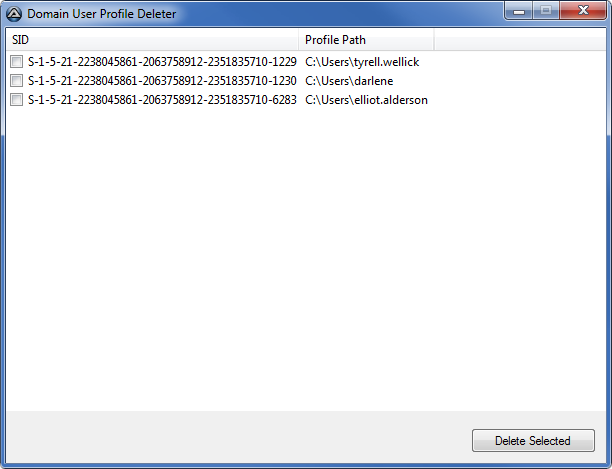 Domain User Profile Deleter
SID Profile Path
S-1-5-21-2238045861-2063758912-2351835710-1229 C:\Users\tyrell.wellick
S-1-5-21-2238045861-2063758912-2351835710-1230 C:\Users\darlene
S-1-5-21-2238045861-2063758912-2351835710-6283 C:\Users\elliot.alderson
Delete Selected